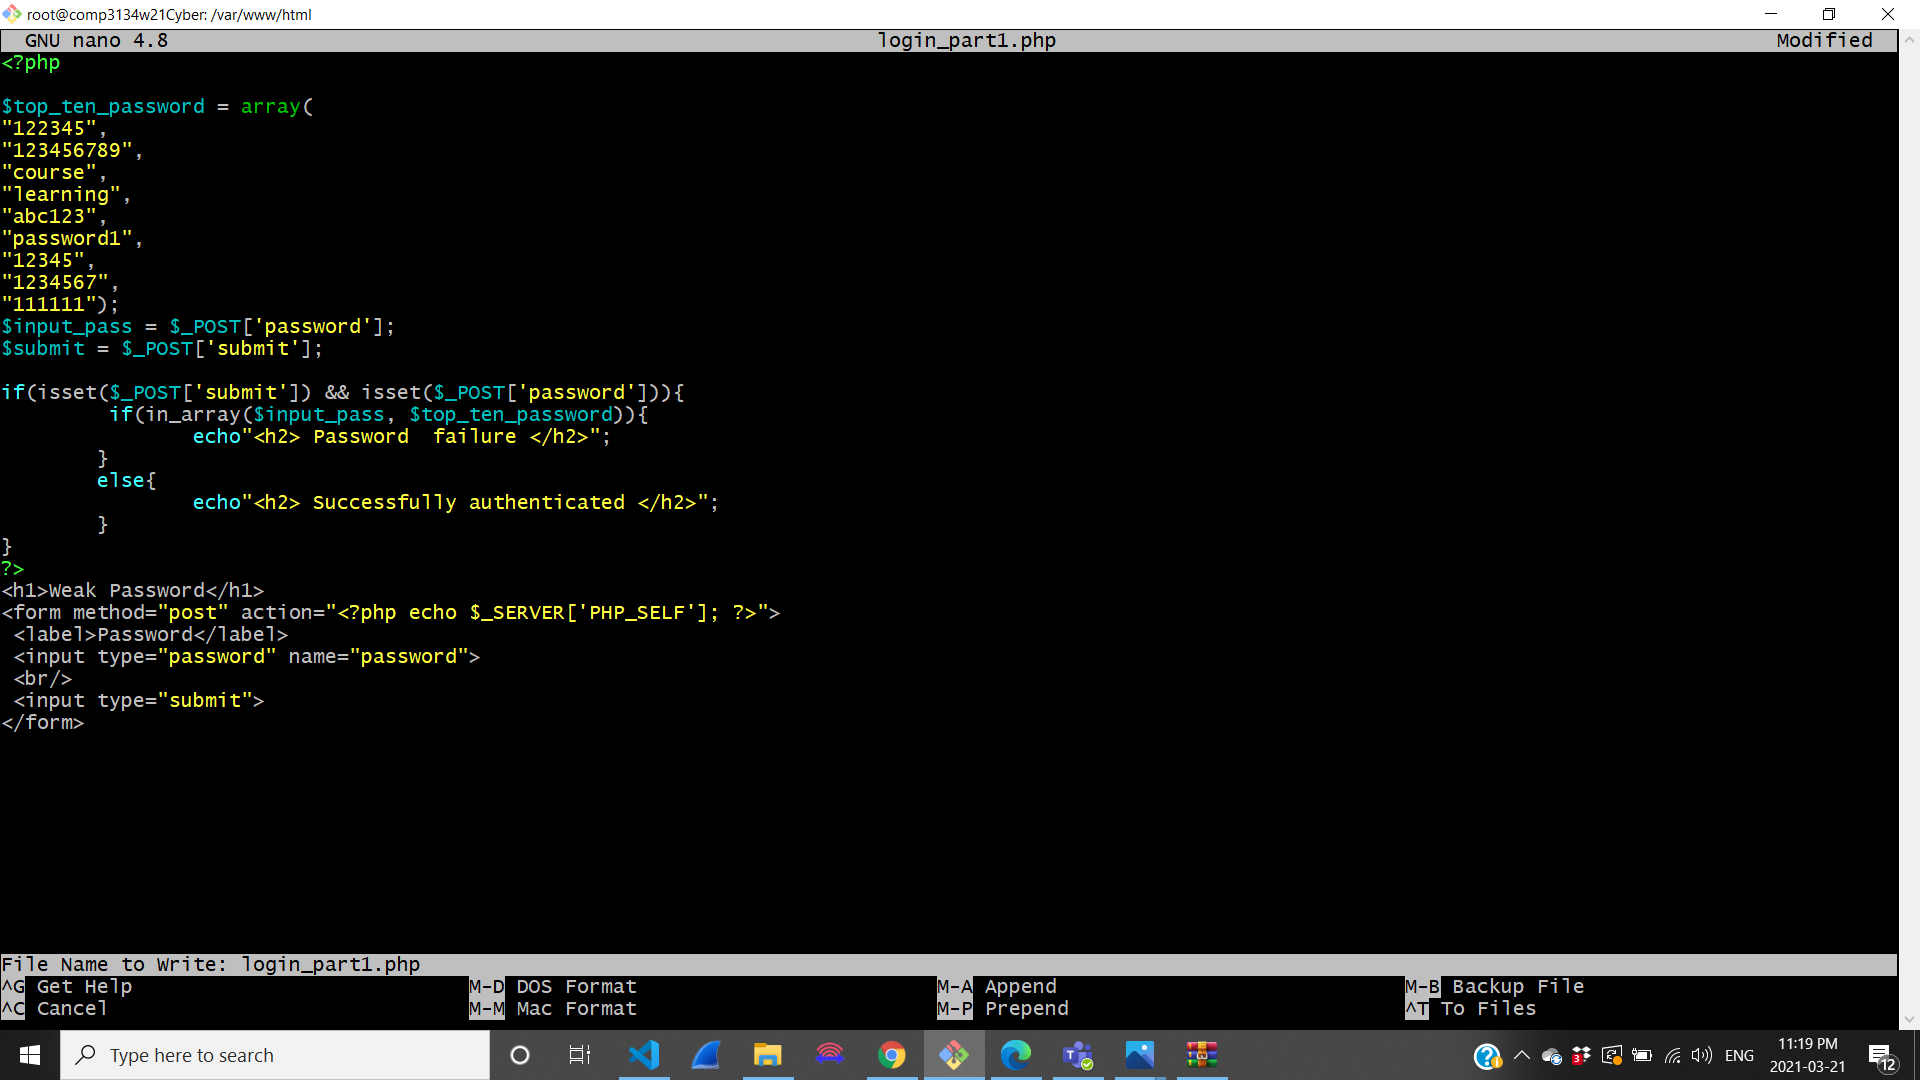 root@comp3134w21Cyber: /var/www/html
GNU nano 4.8 login_part1.php Modified
<?php
$top_ten_password = array(
"122345",
"123456789",
"course",
"learning",
"abc123",
"password1",
"12345",
"1234567",
"111111");
$input_pass = $_POST['password'];
$submit = $_POST['submit'];
if(isset($_POST['submit']) && isset($_POST['password'])){
if(in_array($input_pass, $top_ten_password)){
echo"<h2> Password  failure </h2>";
}
else{
echo"<h2> Successfully authenticated </h2>";
}
}
?>
<h1>Weak Password</h1>
<form method="post" action="<?php echo $_SERVER['PHP_SELF']; ?>">
<label>Password</label>
<input type="password" name="password">
<br/>
<input type="submit">
</form>
File Name to Write: login_part1.php
^G Get Help M-D DOS Format M-A Append M-B Backup File
^C Cancel M-M Mac Format M-P Prepend ^T To Files
Type here to search
3
ENG
11:19 PM
2021-03-21
12